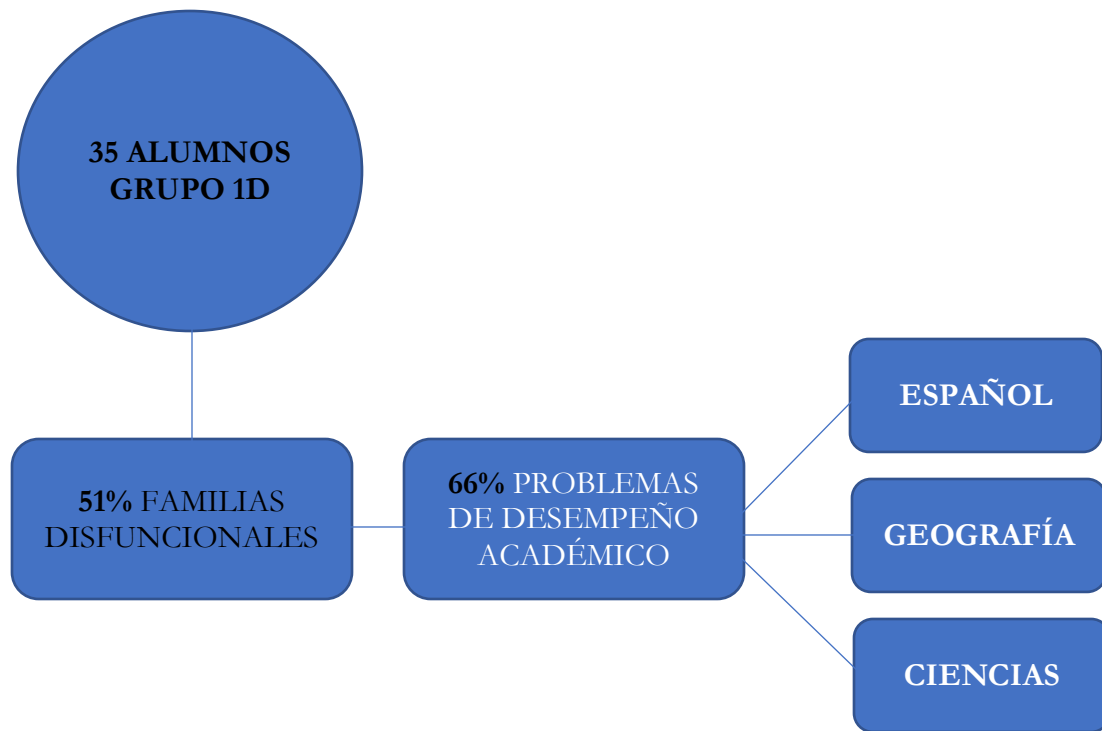 35 ALUMNOS
GRUPO 1D
51% FAMILIAS
DISFUNCIONALES
66% PROBLEMAS
DE DESEMPEÑO
ACADÉMICO
ESPAÑOL
GEOGRAFÍA
CIENCIAS